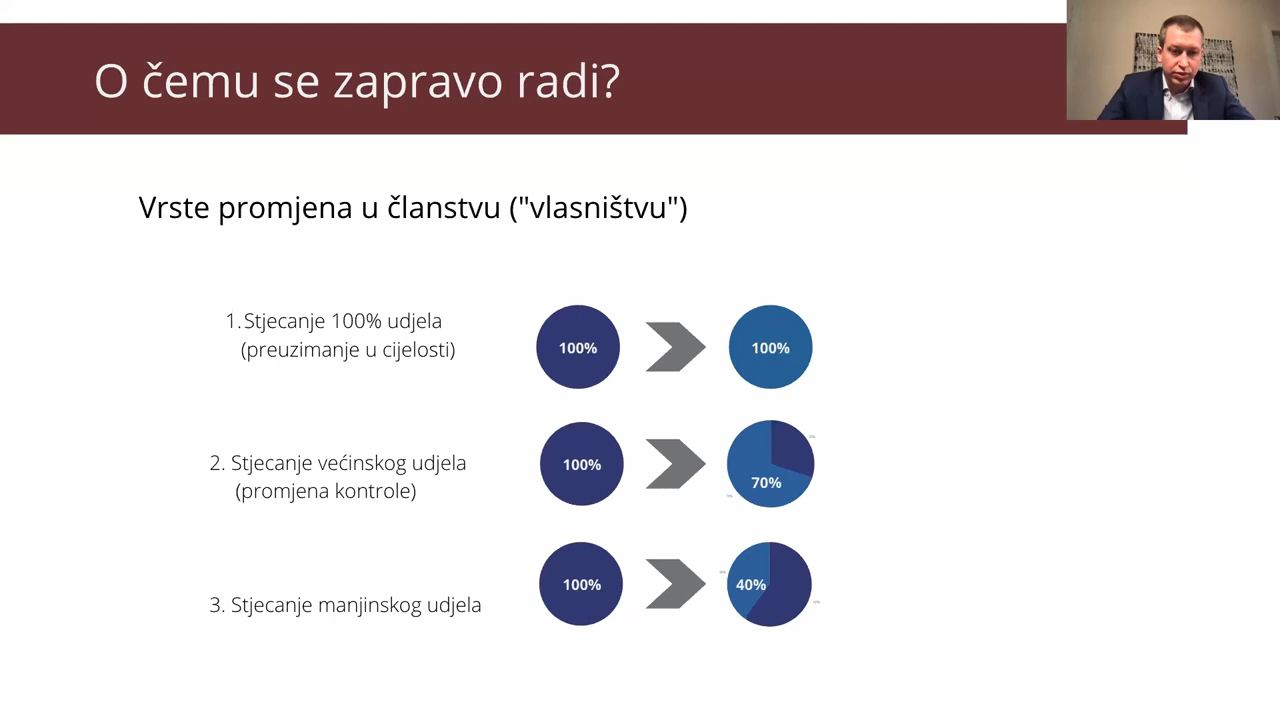 O čemu se zapravo radi?
Vrste promjena u članstvu ("vlasništvu")
1. Stjecanje 100% udjela
(preuzimanje u cijelosti)
100%
100%
2. Stjecanje većinskog udjela
(promjena kontrole)
100%
70%
3. Stjecanje manjinskog udjela
100%
40%